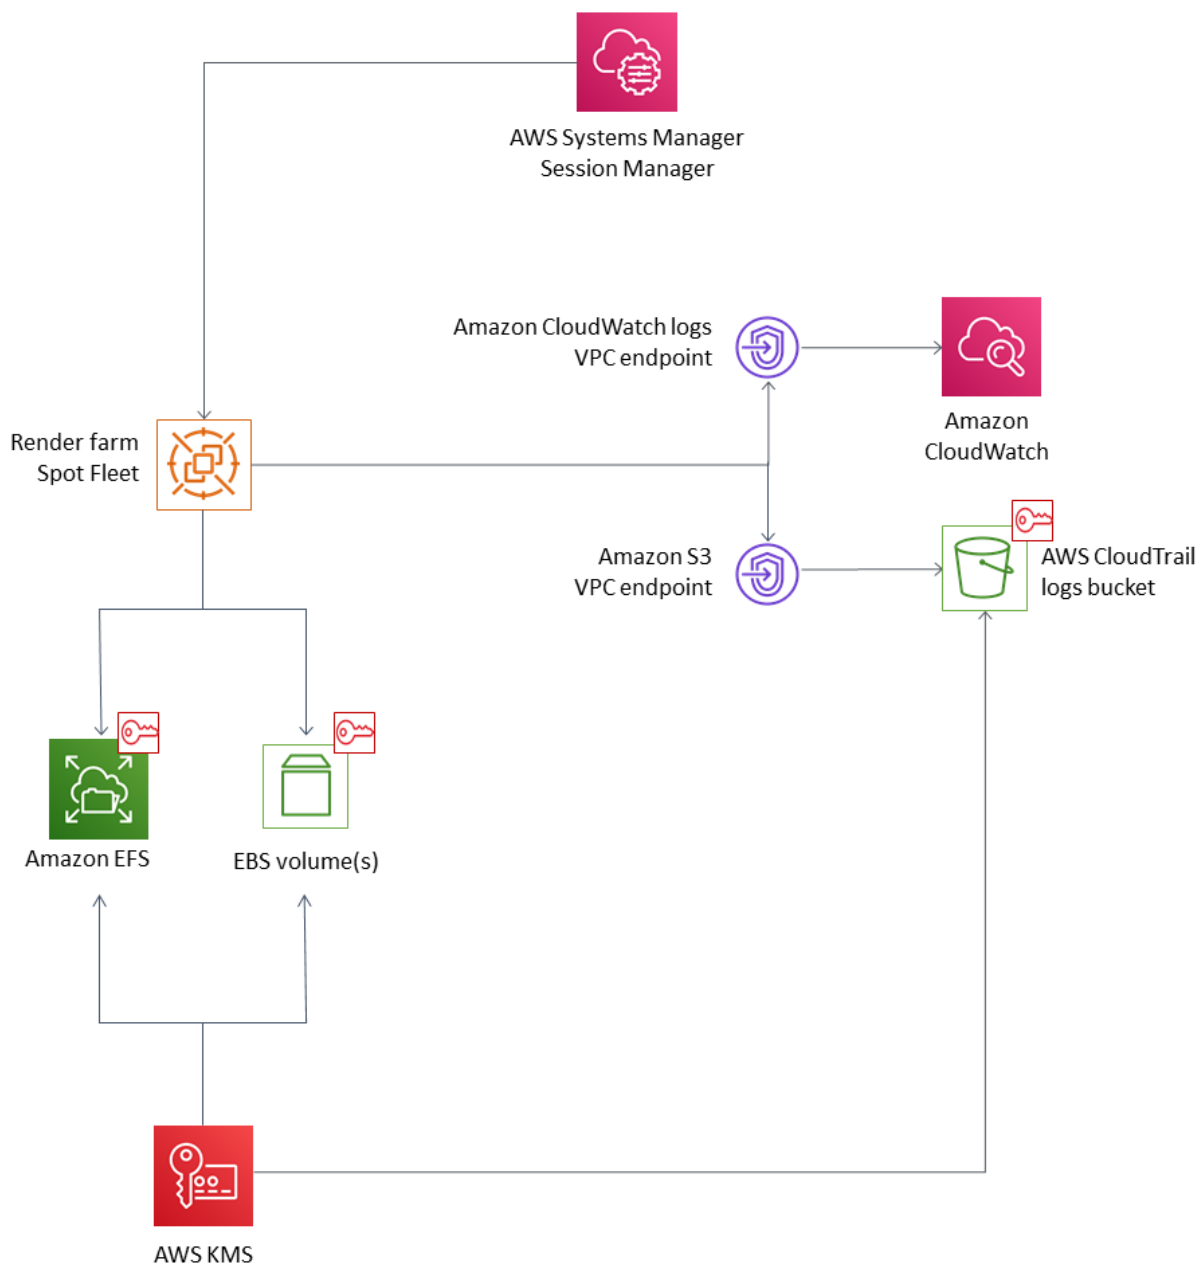 AWS Systems Manager
Session Manager
Amazon CloudWatch logs
VPC endpoint
Amazon
CloudWatch
Render farm
Spot Fleet
Amazon S3
VPC endpoint
AWS CloudTrail
logs bucket
Amazon EFS
EBS volume(s)
AWS KMS